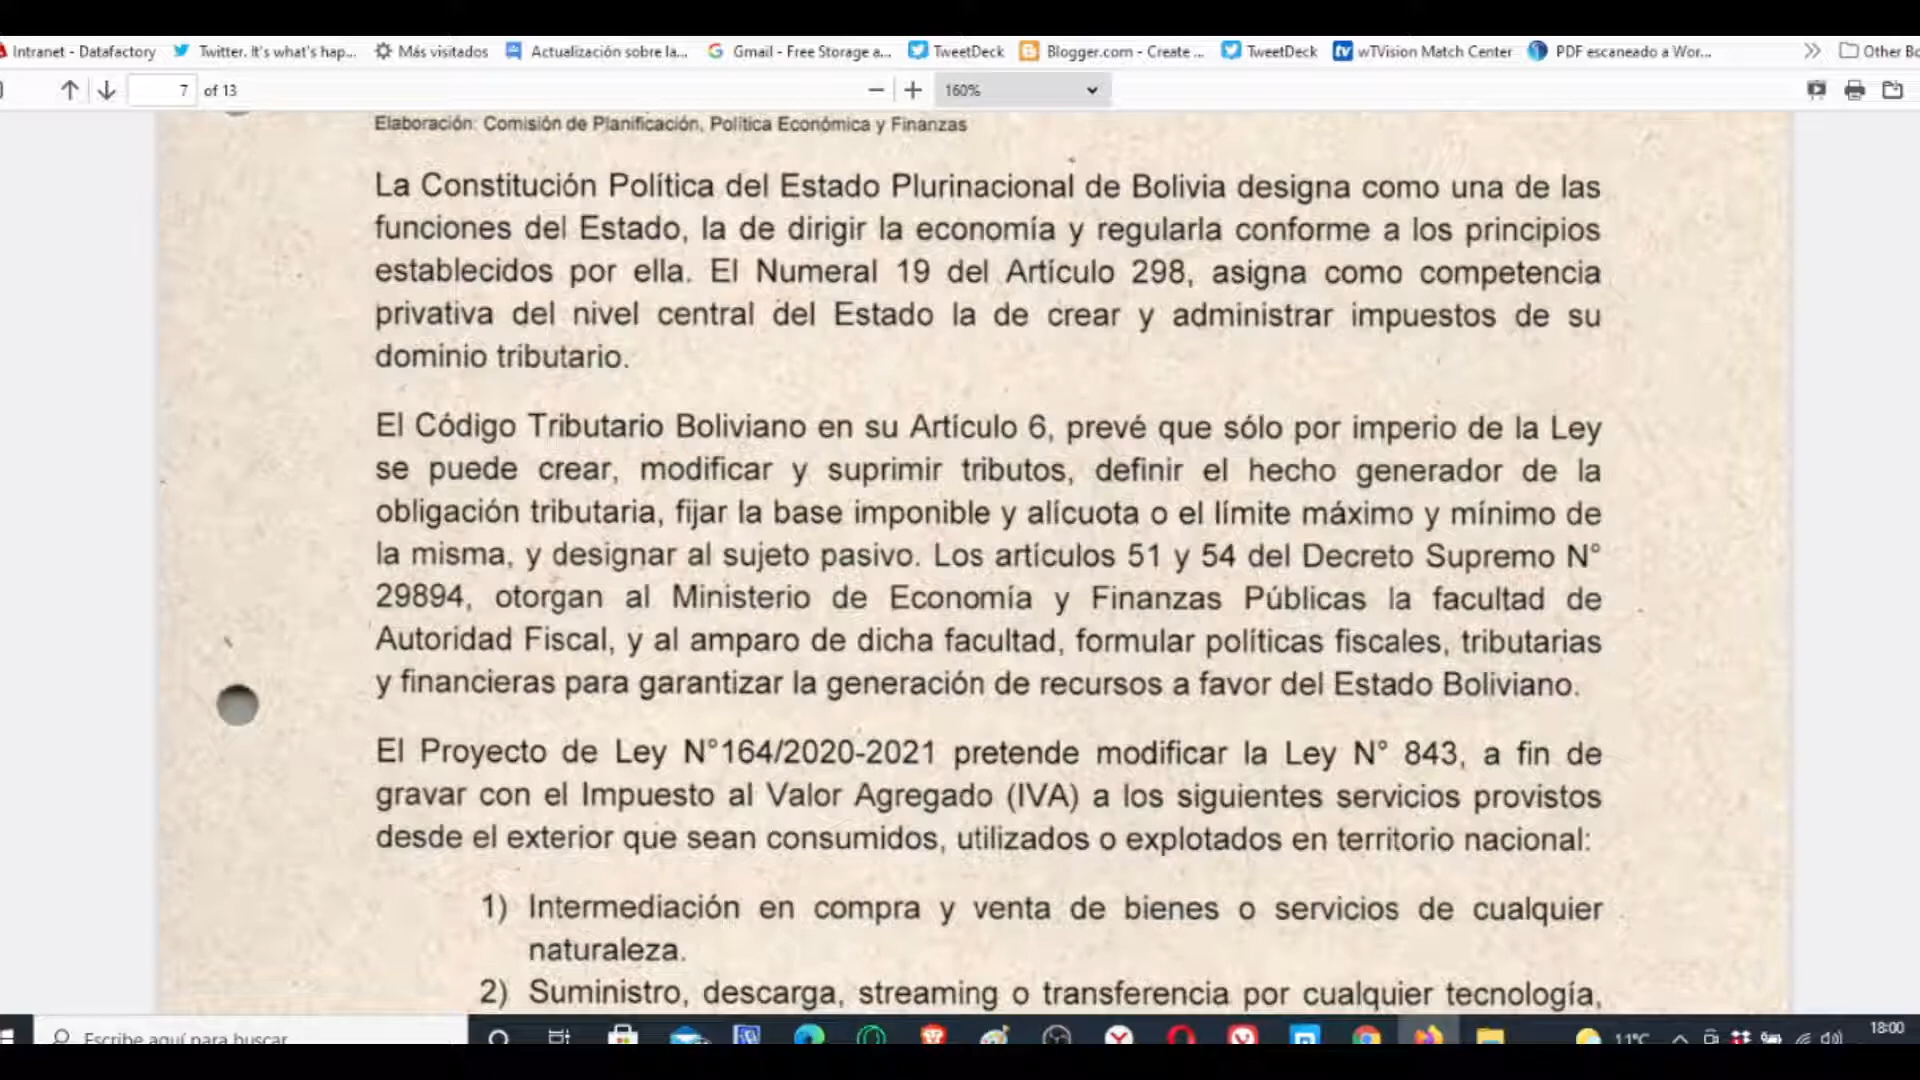 Intranet - Datafactory Twitter. It's what's hap... Más visitados Actualización sobre la... Gmail - Free Storage a... TweetDeck Blogger.com - Create ... TweetDeck wTVision Match Center PDF escaneado a Wor... Other Bo
7 of 13 160%
Elaboración: Comisión de Planificación, Política Económica y Finanzas
La Constitución Política del Estado Plurinacional de Bolivia designa como una de las
funciones del Estado, la de dirigir la economía y regularla conforme a los principios
establecidos por ella. El Numeral 19 del Artículo 298, asigna como competencia
privativa del nivel central del Estado la de crear y administrar impuestos de su
dominio tributario.
El Código Tributario Boliviano en su Artículo 6, prevé que sólo por imperio de la Ley
se puede crear, modificar y suprimir tributos, definir el hecho generador de la
obligación tributaria, fijar la base imponible y alícuota o el límite máximo y mínimo de
la misma, y designar al sujeto pasivo. Los artículos 51 y 54 del Decreto Supremo N°
29894, otorgan al Ministerio de Economía y Finanzas Públicas la facultad de
Autoridad Fiscal, y al amparo de dicha facultad, formular políticas fiscales, tributarias
y financieras para garantizar la generación de recursos a favor del Estado Boliviano.
El Proyecto de Ley N°164/2020-2021 pretende modificar la Ley N° 843, a fin de
gravar con el Impuesto al Valor Agregado (IVA) a los siguientes servicios provistos
desde el exterior que sean consumidos, utilizados o explotados en territorio nacional:
1) Intermediación en compra y venta de bienes o servicios de cualquier
naturaleza.
2) Suministro, descarga, streaming o transferencia por cualquier tecnología,
Escribe aquí para buscar 11°C 18:00